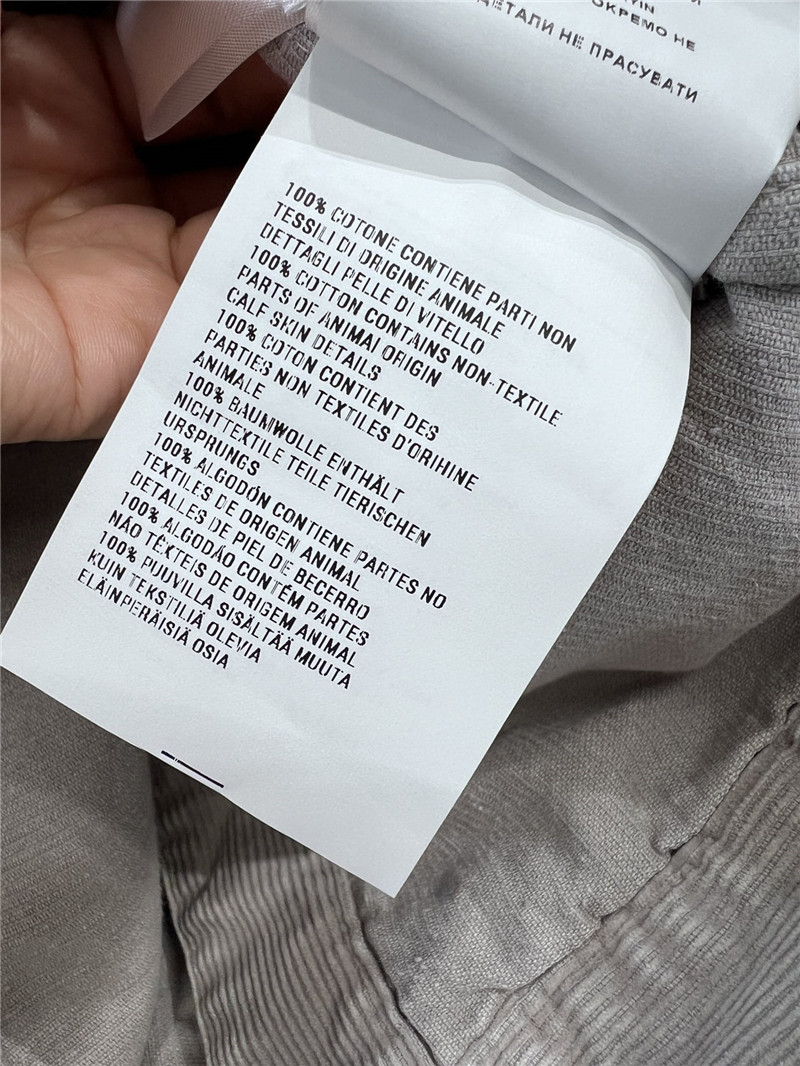 YIN
ОКРЕМО НЕ
ДЕТАЛИ НЕ ПРАСУВАТИ
100% COTONE CONTIENE PARTI NON
TESSILI DI ORIGINE ANIMALE
DETTAGLI PELLE DI VITELLO
100% COTTON CONTAINS NON-TEXTILE
PARTS OF ANIMAL ORIGIN
CALF SKIN DETAILS
100% COTON CONTIENT DES
PARTIES NON TEXTILES D'ORIHINE
ANIMALE
100% BAUMWOLLE ENTHÄLT
NICHTTEXTILE TEILE TIERISCHEN
URSPRUNGS
100% ALGODÓN CONTIENE PARTES NO
TEXTILES DE ORIGEN ANIMAL
DETALLES DE PIEL DE BECERRO
100% ALGODÃO CONTÉM PARTES
NÃO TÊXTEIS DE ORIGEM ANIMAL
100% PUUVILLA SISÄLTÄÄ MUUTA
KUIN TEKSTIILIÄ OLEVIA
ELÄINPERÄISIÄ OSIA